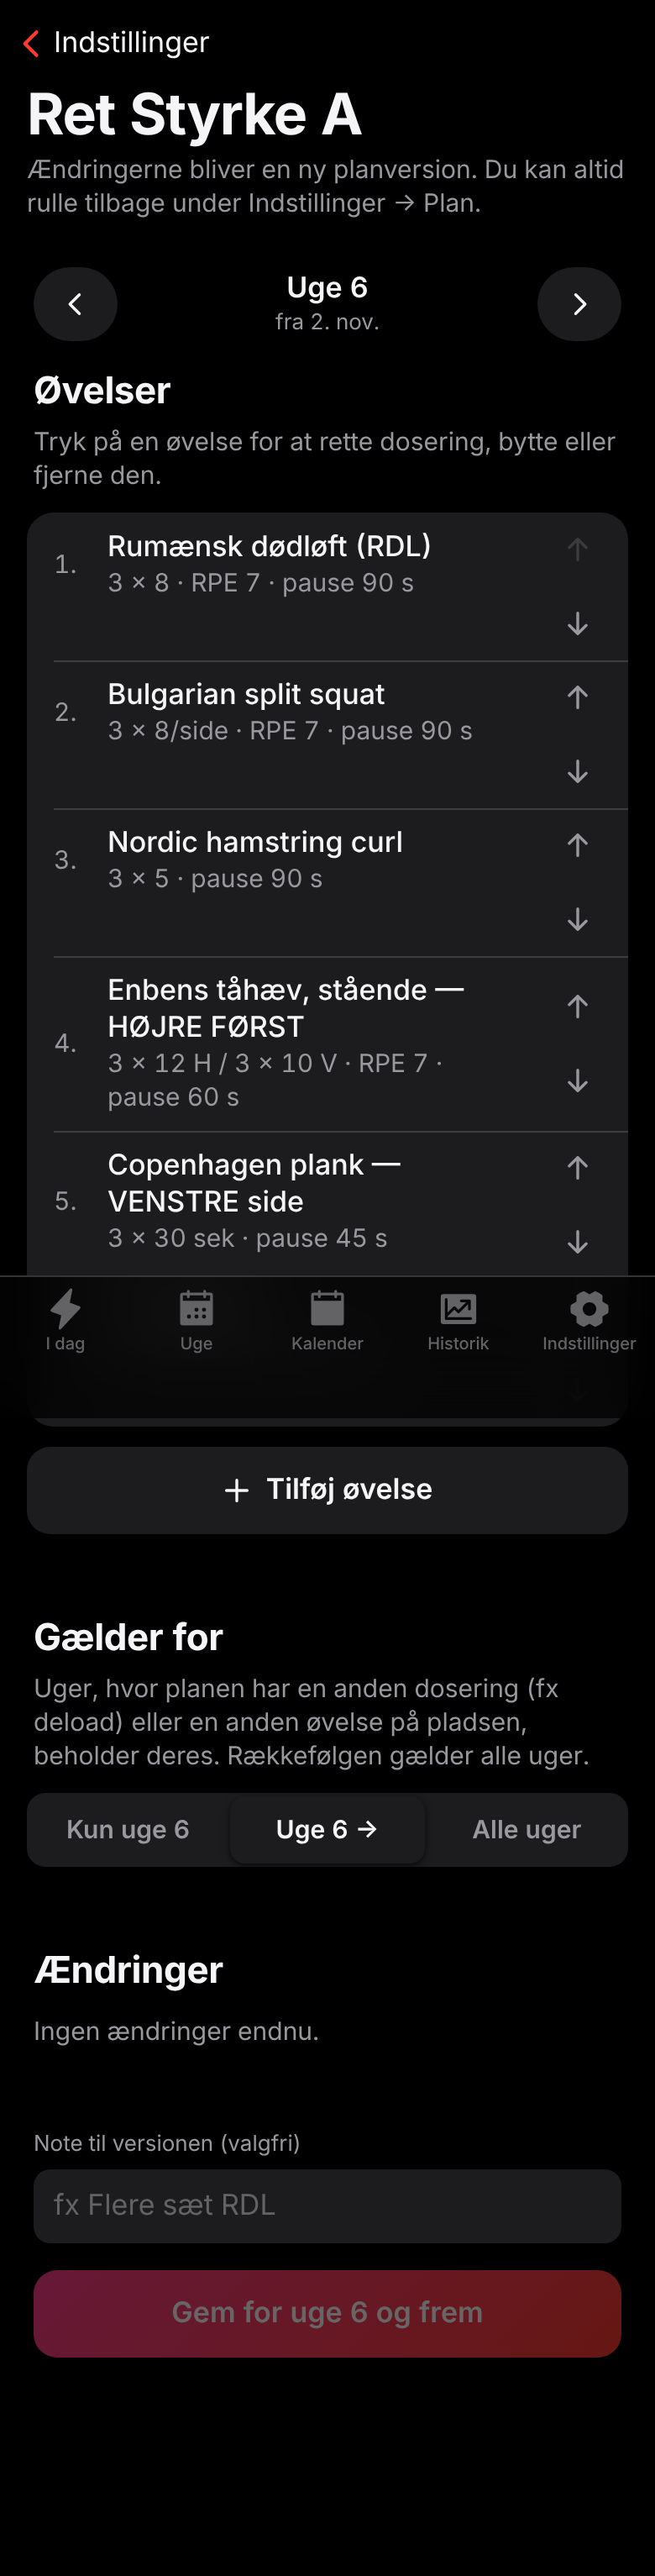 Indstillinger
Ret Styrke A
Ændringerne bliver en ny planversion. Du kan altid
rulle tilbage under Indstillinger → Plan.
Uge 6
fra 2. nov.
Øvelser
Tryk på en øvelse for at rette dosering, bytte eller
fjerne den.
1.
Rumænsk dødløft (RDL)
3 × 8 · RPE 7 · pause 90 s
2.
Bulgarian split squat
3 × 8/side · RPE 7 · pause 90 s
3.
Nordic hamstring curl
3 × 5 · pause 90 s
4.
Enbens tåhæv, stående —
HØJRE FØRST
3 × 12 H / 3 × 10 V · RPE 7 ·
pause 60 s
5.
Copenhagen plank —
VENSTRE side
3 × 30 sek · pause 45 s
I dag
Uge
Kalender
Historik
Indstillinger
+ Tilføj øvelse
Gælder for
Uger, hvor planen har en anden dosering (fx
deload) eller en anden øvelse på pladsen,
beholder deres. Rækkefølgen gælder alle uger.
Kun uge 6
Uge 6 →
Alle uger
Ændringer
Ingen ændringer endnu.
Note til versionen (valgfri)
fx Flere sæt RDL
Gem for uge 6 og frem